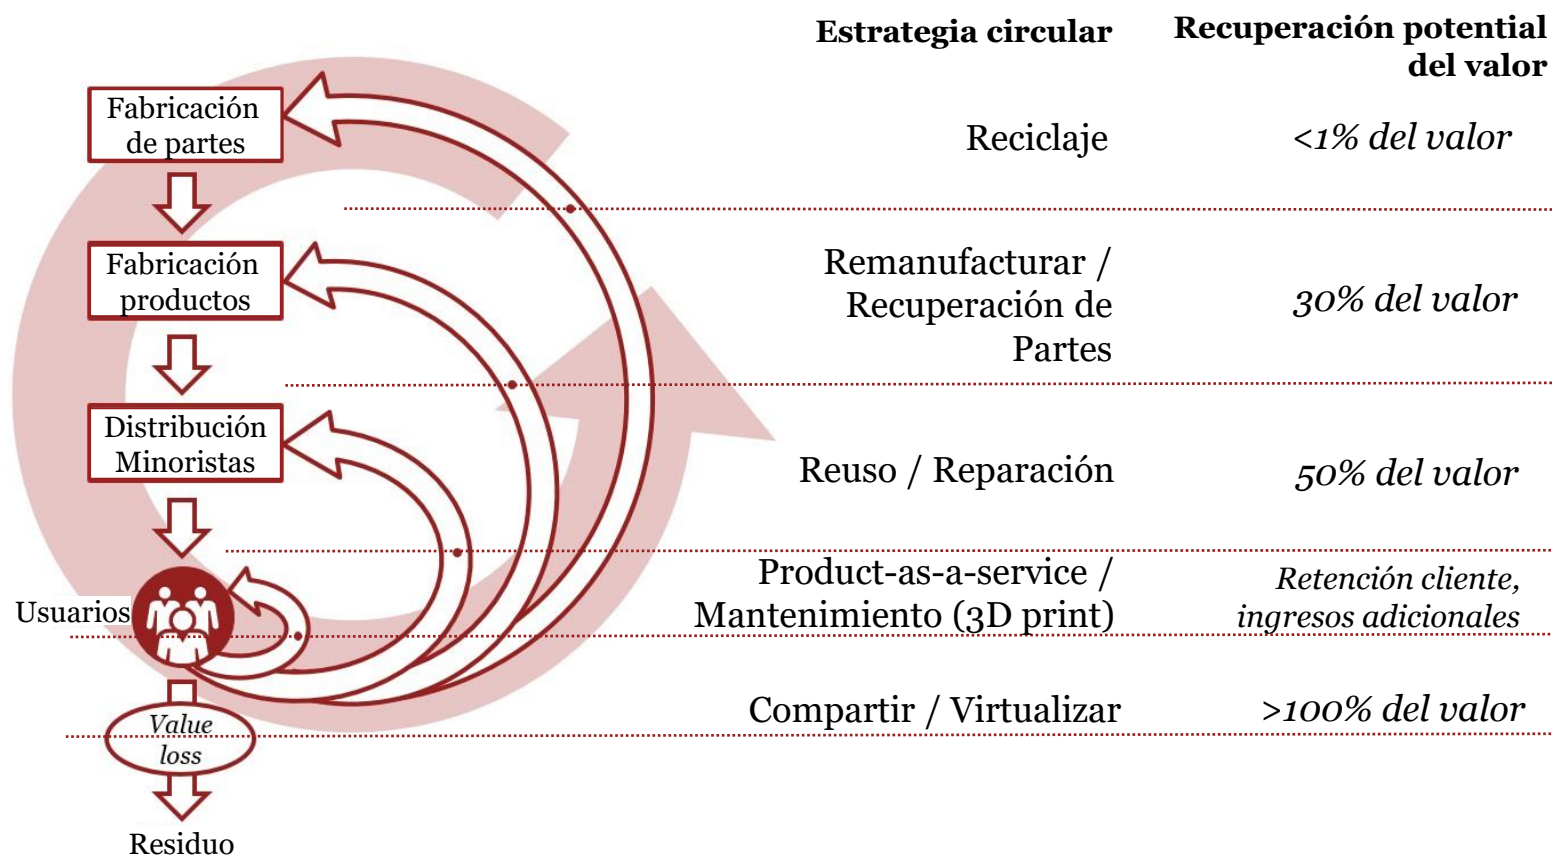 Estrategia circular
Recuperación potential
del valor
Fabricación
de partes
Reciclaje
<1% del valor
Fabricación
productos
Remanufacturar /
Recuperación de
Partes
30% del valor
Distribución
Minoristas
Reuso / Reparación
50% del valor
Usuarios
Product-as-a-service /
Mantenimiento (3D print)
Retención cliente,
ingresos adicionales
Value
loss
Compartir / Virtualizar
>100% del valor
Residuo